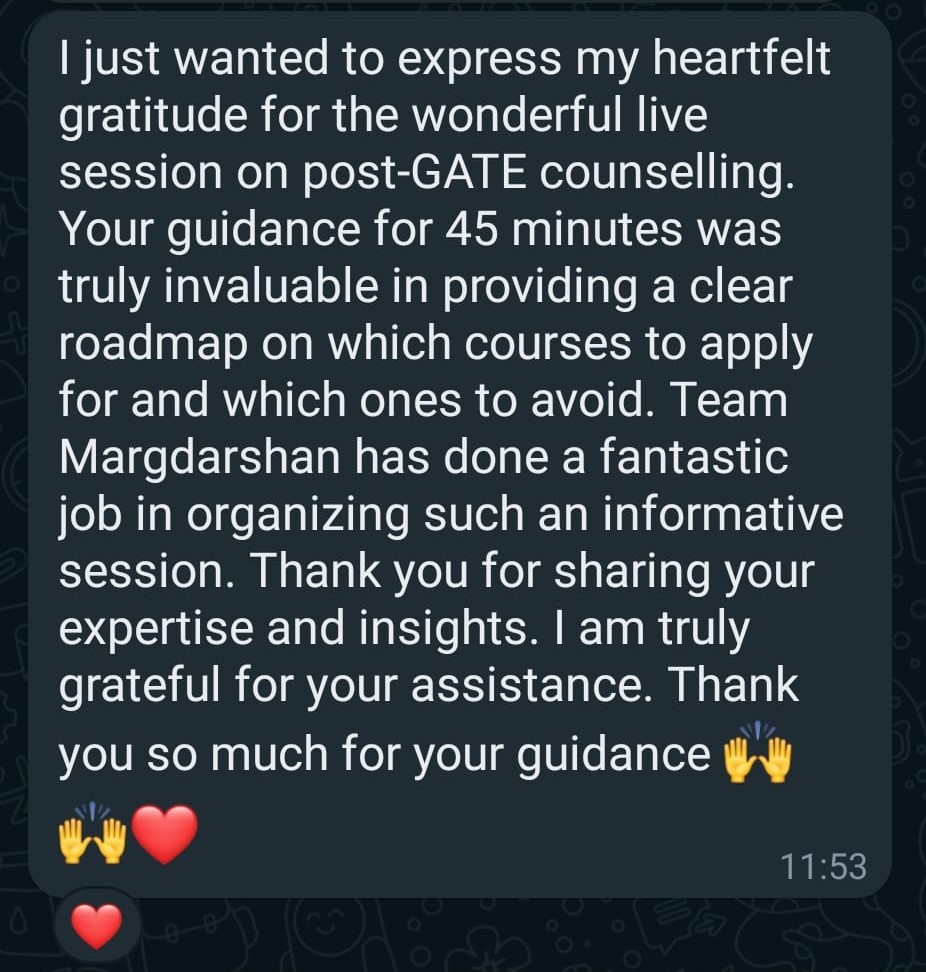 I just wanted to express my heartfelt
gratitude for the wonderful live
session on post-GATE counselling.
Your guidance for 45 minutes was
truly invaluable in providing a clear
roadmap on which courses to apply
for and which ones to avoid. Team
Margdarshan has done a fantastic
job in organizing such an informative
session. Thank you for sharing your
expertise and insights. I am truly
grateful for your assistance. Thank
you so much for your guidance 🙌
🙌❤️
11:53
❤️